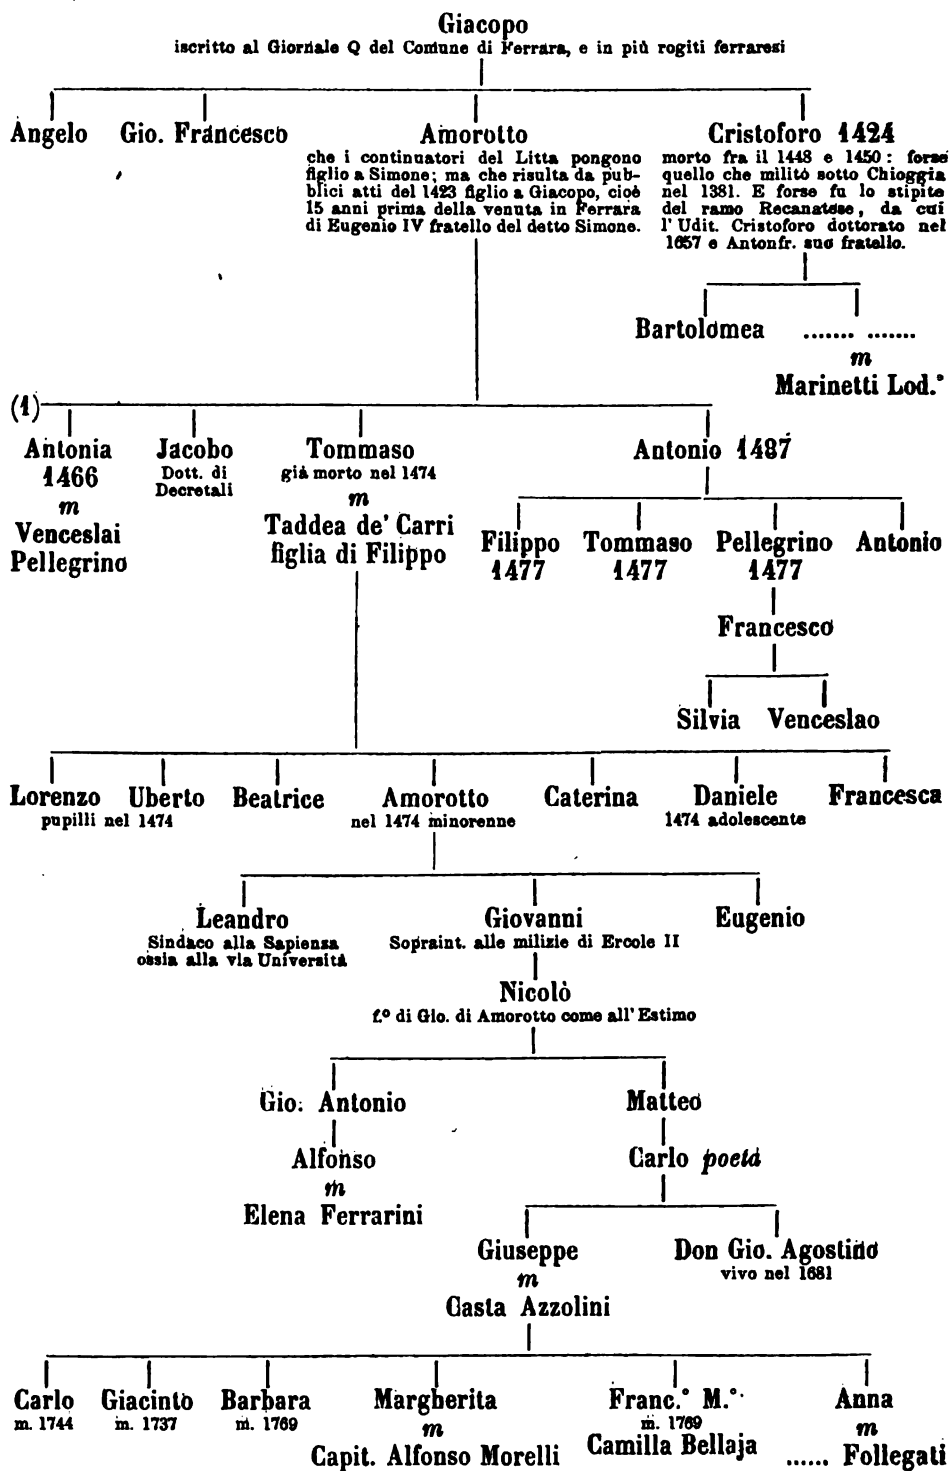 Giacopo
iscritto al Giornale Q del Comune di Ferrara, e in più rogiti ferraresi
Angelo Gio. Francesco Amorotto Cristoforo 1424
che i continuatori del Litta pongono
figlio a Simone; ma che risulta da pub-
blici atti del 1423 figlio a Giacopo, cioè
15 anni prima della venuta in Ferrara
di Eugenio IV fratello del detto Simone.
morto fra il 1448 e 1450 : forse
quello che militò sotto Chioggia
nel 1381. E forse fu lo stipite
del ramo Recanatese, da cui
l' Udit. Cristoforo dottorato nel
1657 e Antonfr. suo fratello.
Bartolomea ........ .......
m
Marinetti Lod.°
(1)
Antonia Jacobo Tommaso Antonio 1487
1466 Dott. di già morto nel 1474
Decretali
m m
Venceslai Taddea de' Carri
Pellegrino figlia di Filippo
Filippo Tommaso Pellegrino Antonio
1477 1477 1477
Francesco
Silvia Venceslao
Lorenzo Uberto Beatrice Amorotto Caterina Daniele Francesca
pupilli nel 1474 nel 1474 minorenne 1474 adolescente
Leandro Giovanni Eugenio
Sindaco alla Sapienza Sopraint. alle milizie di Ercole II
ossia alla via Università
Nicolò
f.º di Gio. di Amorotto come all' Estimo
Gio. Antonio Matteo
Alfonso Carlo poeta
m
Elena Ferrarini
Giuseppe Don Gio. Agostino
m vivo nel 1681
Casta Azzolini
Carlo Giacinto Barbara Margherita Franc.° M.° Anna
m. 1744 m. 1737 m. 1769 m m. 1769 m
Capit. Alfonso Morelli Camilla Bellaja ...... Follegati